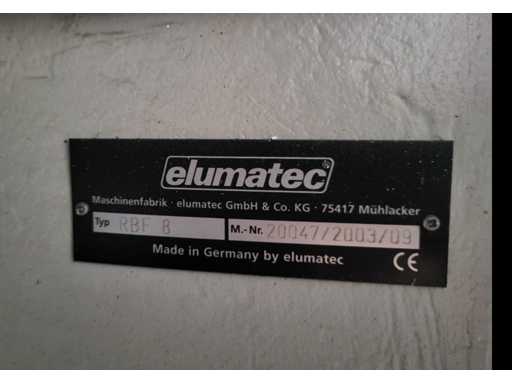 elumatec®
Maschinenfabrik · elumatec GmbH & Co. KG · 75417 Mühlacker
Typ RBF 8 M.-Nr. 20047/2003/09
Made in Germany by elumatec CE